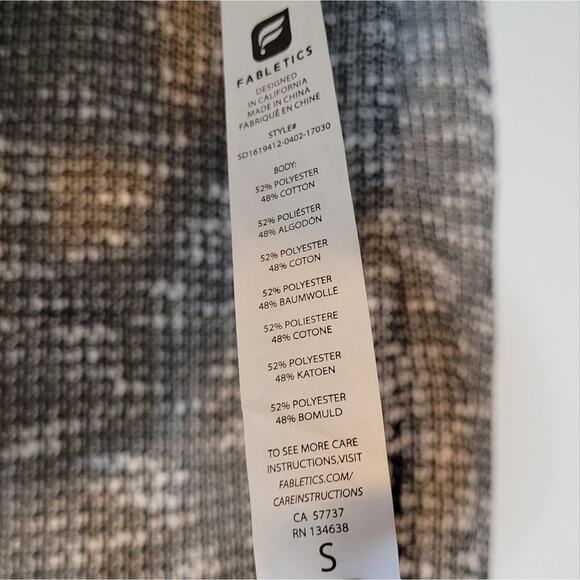 FABLETICS
DESIGNED
IN CALIFORNIA
MADE IN CHINA
FABRIQUÉ EN CHINE
STYLE#
SD1619412-0402-17030
BODY:
52% POLYESTER
48% COTTON
52% POLIÉSTER
48% ALGODÓN
52% POLYESTER
48% COTON
52% POLYESTER
48% BAUMWOLLE
52% POLIESTERE
48% COTONE
52% POLYESTER
48% KATOEN
52% POLYESTER
48% BOMULD
TO SEE MORE CARE
INSTRUCTIONS,VISIT
FABLETICS.COM/
CAREINSTRUCTIONS
CA 57737
RN 134638
S